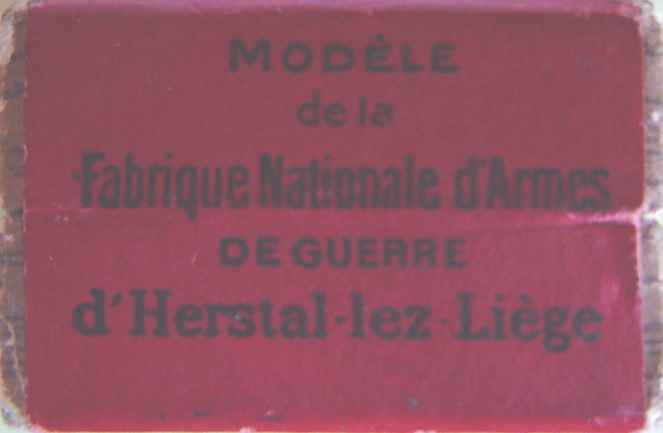 MODÈLE
de la
Fabrique Nationale d'Armes
DE GUERRE
d'Herstal-lez-Liège